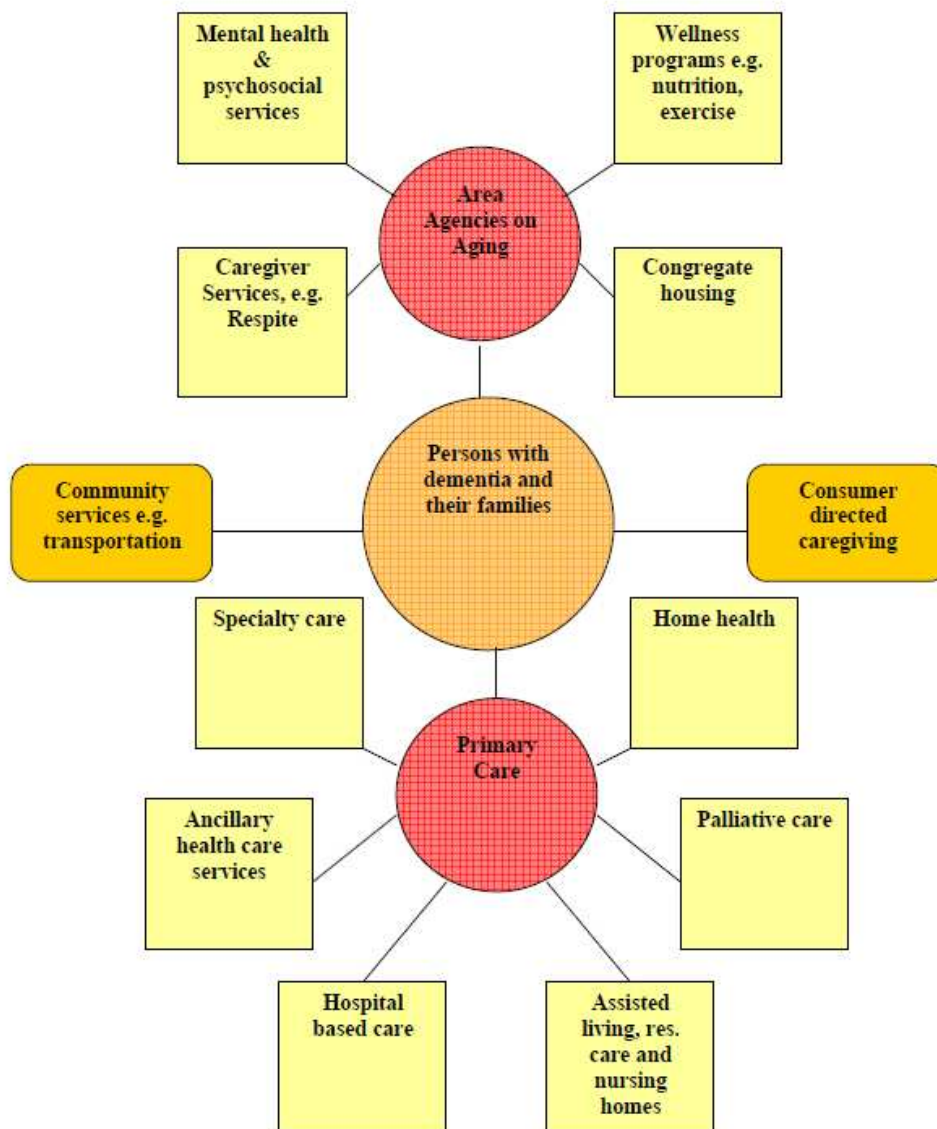 Mental health
&
psychosocial
services
Wellness
programs e.g.
nutrition,
exercise
Area
Agencies on
Aging
Caregiver
Services, e.g.
Respite
Congregate
housing
Persons with
dementia and
their families
Community
services e.g.
transportation
Consumer
directed
caregiving
Specialty care
Home health
Primary
Care
Ancillary
health care
services
Palliative care
Hospital
based care
Assisted
living, res.
care and
nursing
homes